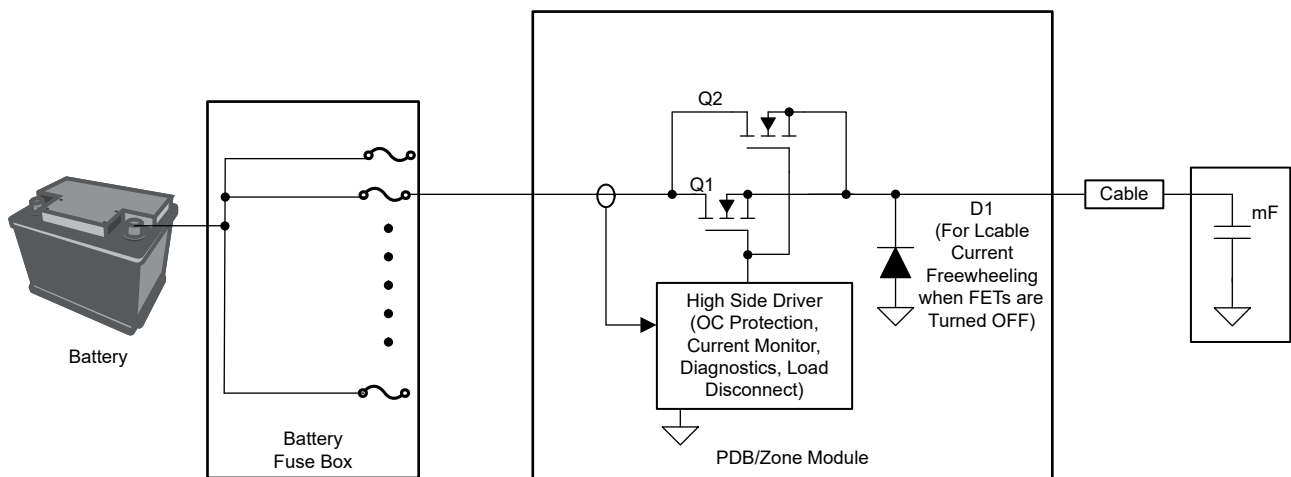 Battery
Battery
Fuse Box
Q2
Q1
High Side Driver
(OC Protection,
Current Monitor,
Diagnostics, Load
Disconnect)
D1
(For Lcable
Current
Freewheeling
when FETs are
Turned OFF)
PDB/Zone Module
Cable
mF